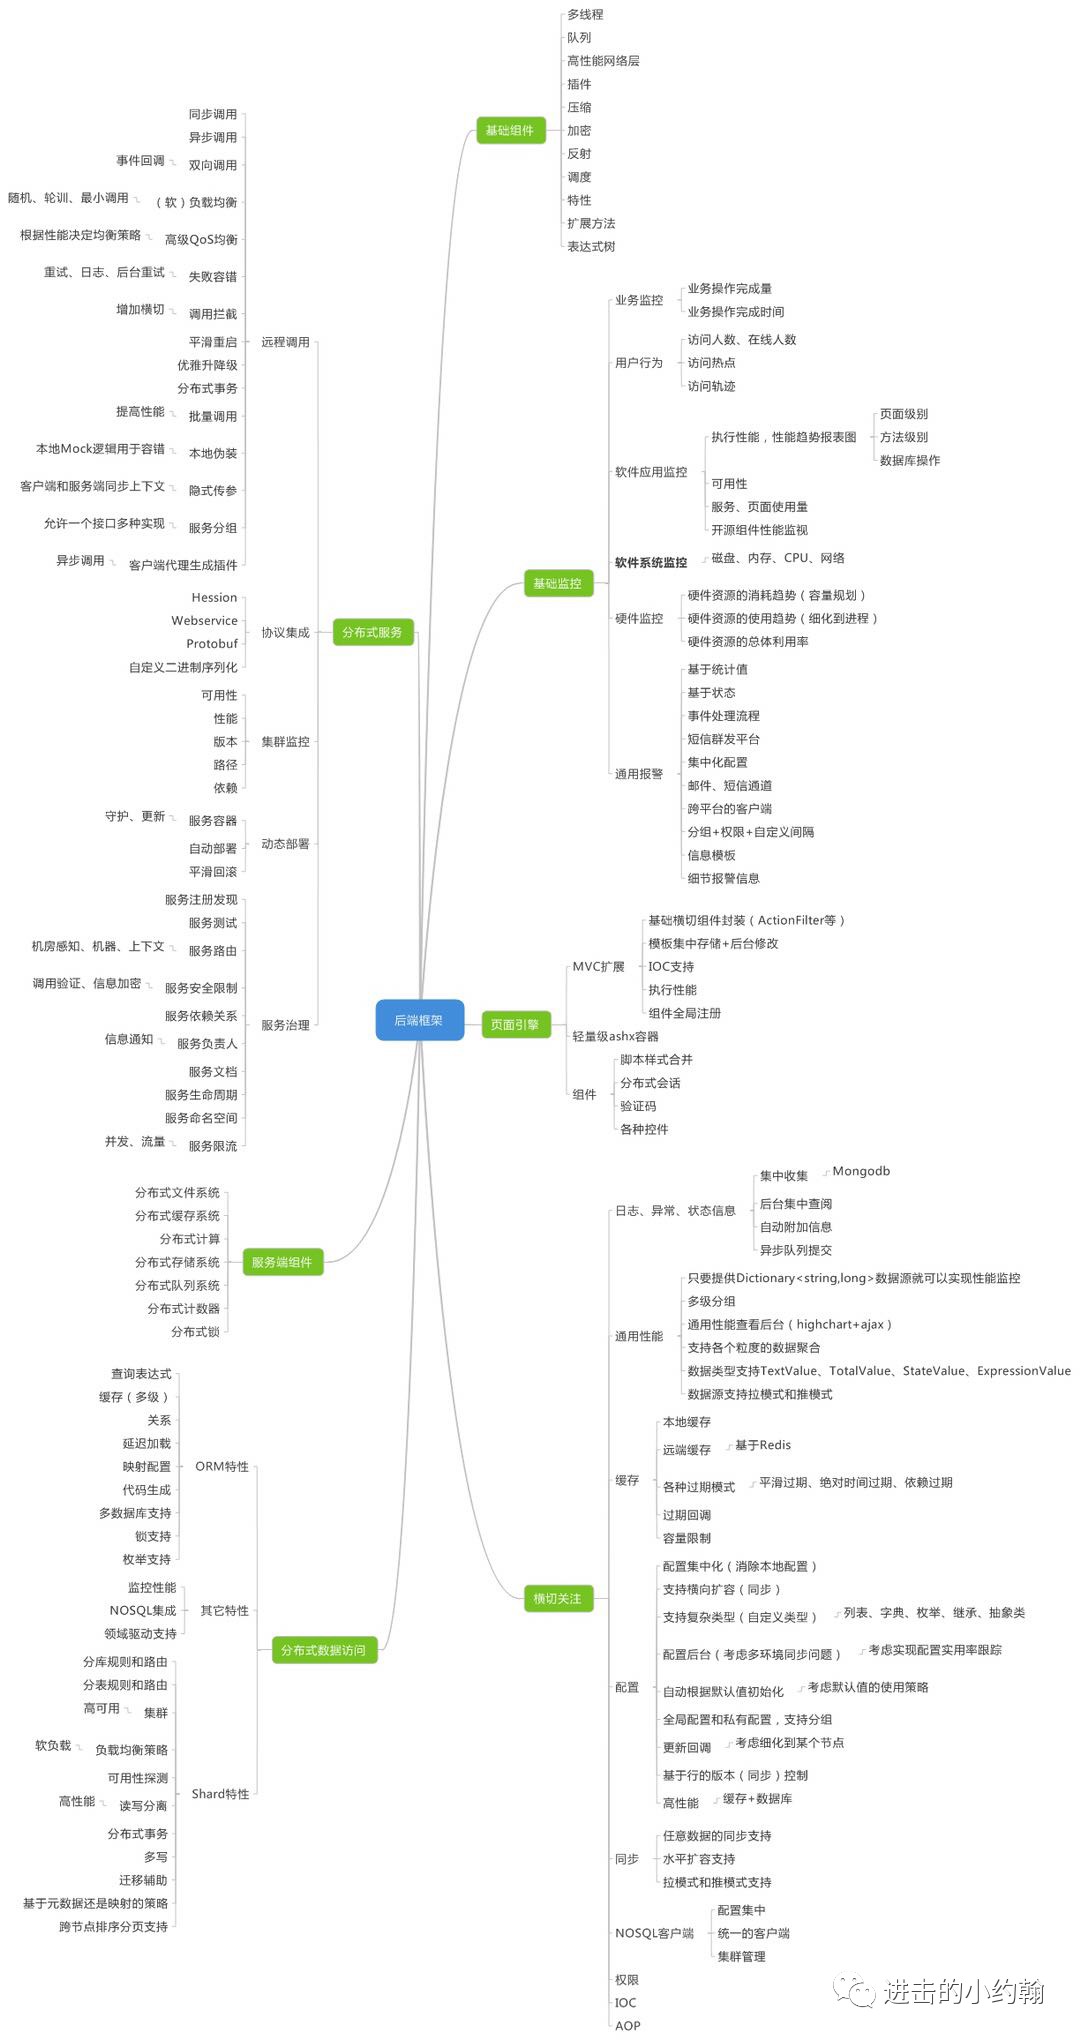 后端框架
基础组件
多线程
队列
高性能网络层
插件
压缩
加密
反射
调度
特性
扩展方法
表达式树
基础监控
业务监控
业务操作完成量
业务操作完成时间
用户行为
访问人数、在线人数
访问热点
访问轨迹
软件应用监控
执行性能，性能趋势报表图
页面级别
方法级别
数据库操作
可用性
服务、页面使用量
开源组件性能监视
软件系统监控
磁盘、内存、CPU、网络
硬件监控
硬件资源的消耗趋势（容量规划）
硬件资源的使用趋势（细化到进程）
硬件资源的总体利用率
通用报警
基于统计值
基于状态
事件处理流程
短信群发平台
集中化配置
邮件、短信通道
跨平台的客户端
分组+权限+自定义间隔
信息模板
细节报警信息
页面引擎
MVC扩展
基础横切组件封装（ActionFilter等）
模板集中存储+后台修改
IOC支持
执行性能
组件全局注册
轻量级ashx容器
组件
脚本样式合并
分布式会话
验证码
各种控件
横切关注
日志、异常、状态信息
集中收集
Mongodb
后台集中查阅
自动附加信息
异步队列提交
通用性能
只要提供Dictionary<string,long>数据源就可以实现性能监控
多级分组
通用性能查看后台（highchart+ajax）
支持各个粒度的数据聚合
数据类型支持TextValue、TotalValue、StateValue、ExpressionValue
数据源支持拉模式和推模式
缓存
本地缓存
远端缓存
基于Redis
各种过期模式
平滑过期、绝对时间过期、依赖过期
过期回调
容量限制
配置
配置集中化（消除本地配置）
支持横向扩容（同步）
支持复杂类型（自定义类型）
列表、字典、枚举、继承、抽象类
配置后台（考虑多环境同步问题）
考虑实现配置实用率跟踪
自动根据默认值初始化
考虑默认值的使用策略
全局配置和私有配置，支持分组
更新回调
考虑细化到某个节点
基于行的版本（同步）控制
高性能
缓存+数据库
同步
任意数据的同步支持
水平扩容支持
拉模式和推模式支持
NOSQL客户端
配置集中
统一的客户端
集群管理
权限
IOC
AOP
分布式服务
远程调用
同步调用
异步调用
双向调用
事件回调
（软）负载均衡
随机、轮训、最小调用
高级QoS均衡
根据性能决定均衡策略
失败容错
重试、日志、后台重试
调用拦截
增加横切
平滑重启
优雅升降级
分布式事务
批量调用
提高性能
本地伪装
本地Mock逻辑用于容错
隐式传参
客户端和服务端同步上下文
服务分组
允许一个接口多种实现
客户端代理生成插件
异步调用
协议集成
Hession
Webservice
Protobuf
自定义二进制序列化
集群监控
可用性
性能
版本
路径
依赖
动态部署
服务容器
守护、更新
自动部署
平滑回滚
服务治理
服务注册发现
服务测试
服务路由
机房感知、机器、上下文
服务安全限制
调用验证、信息加密
服务依赖关系
服务负责人
信息通知
服务文档
服务生命周期
服务命名空间
服务限流
并发、流量
服务端组件
分布式文件系统
分布式缓存系统
分布式计算
分布式存储系统
分布式队列系统
分布式计数器
分布式锁
分布式数据访问
ORM特性
查询表达式
缓存（多级）
关系
延迟加载
映射配置
代码生成
多数据库支持
锁支持
枚举支持
其它特性
监控性能
NOSQL集成
领域驱动支持
Shard特性
分库规则和路由
分表规则和路由
集群
高可用
负载均衡策略
软负载
可用性探测
读写分离
高性能
分布式事务
多写
迁移辅助
基于元数据还是映射的策略
跨节点排序分页支持
进击的小约翰